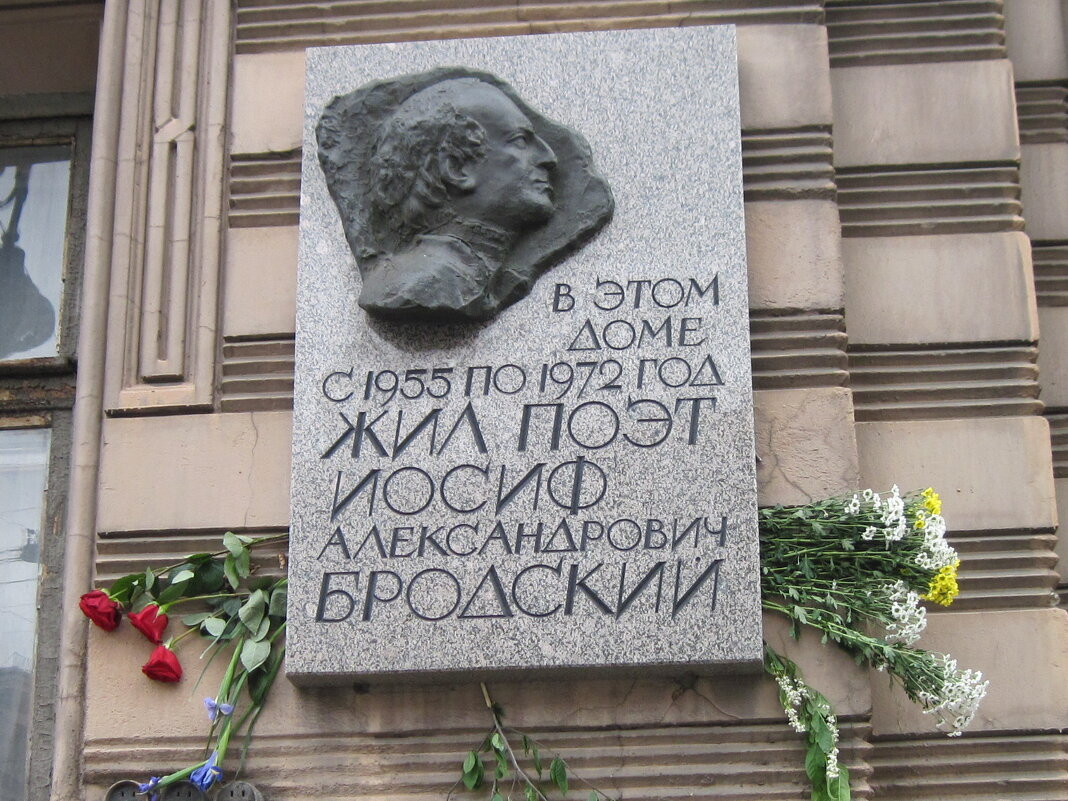 В ЭТОМ
ДОМЕ
С 1955 ПО 1972 ГОД
ЖИЛ ПОЭТ
ИОСИФ
АЛЕКСАНДРОВИЧ
БРОДСКИЙ